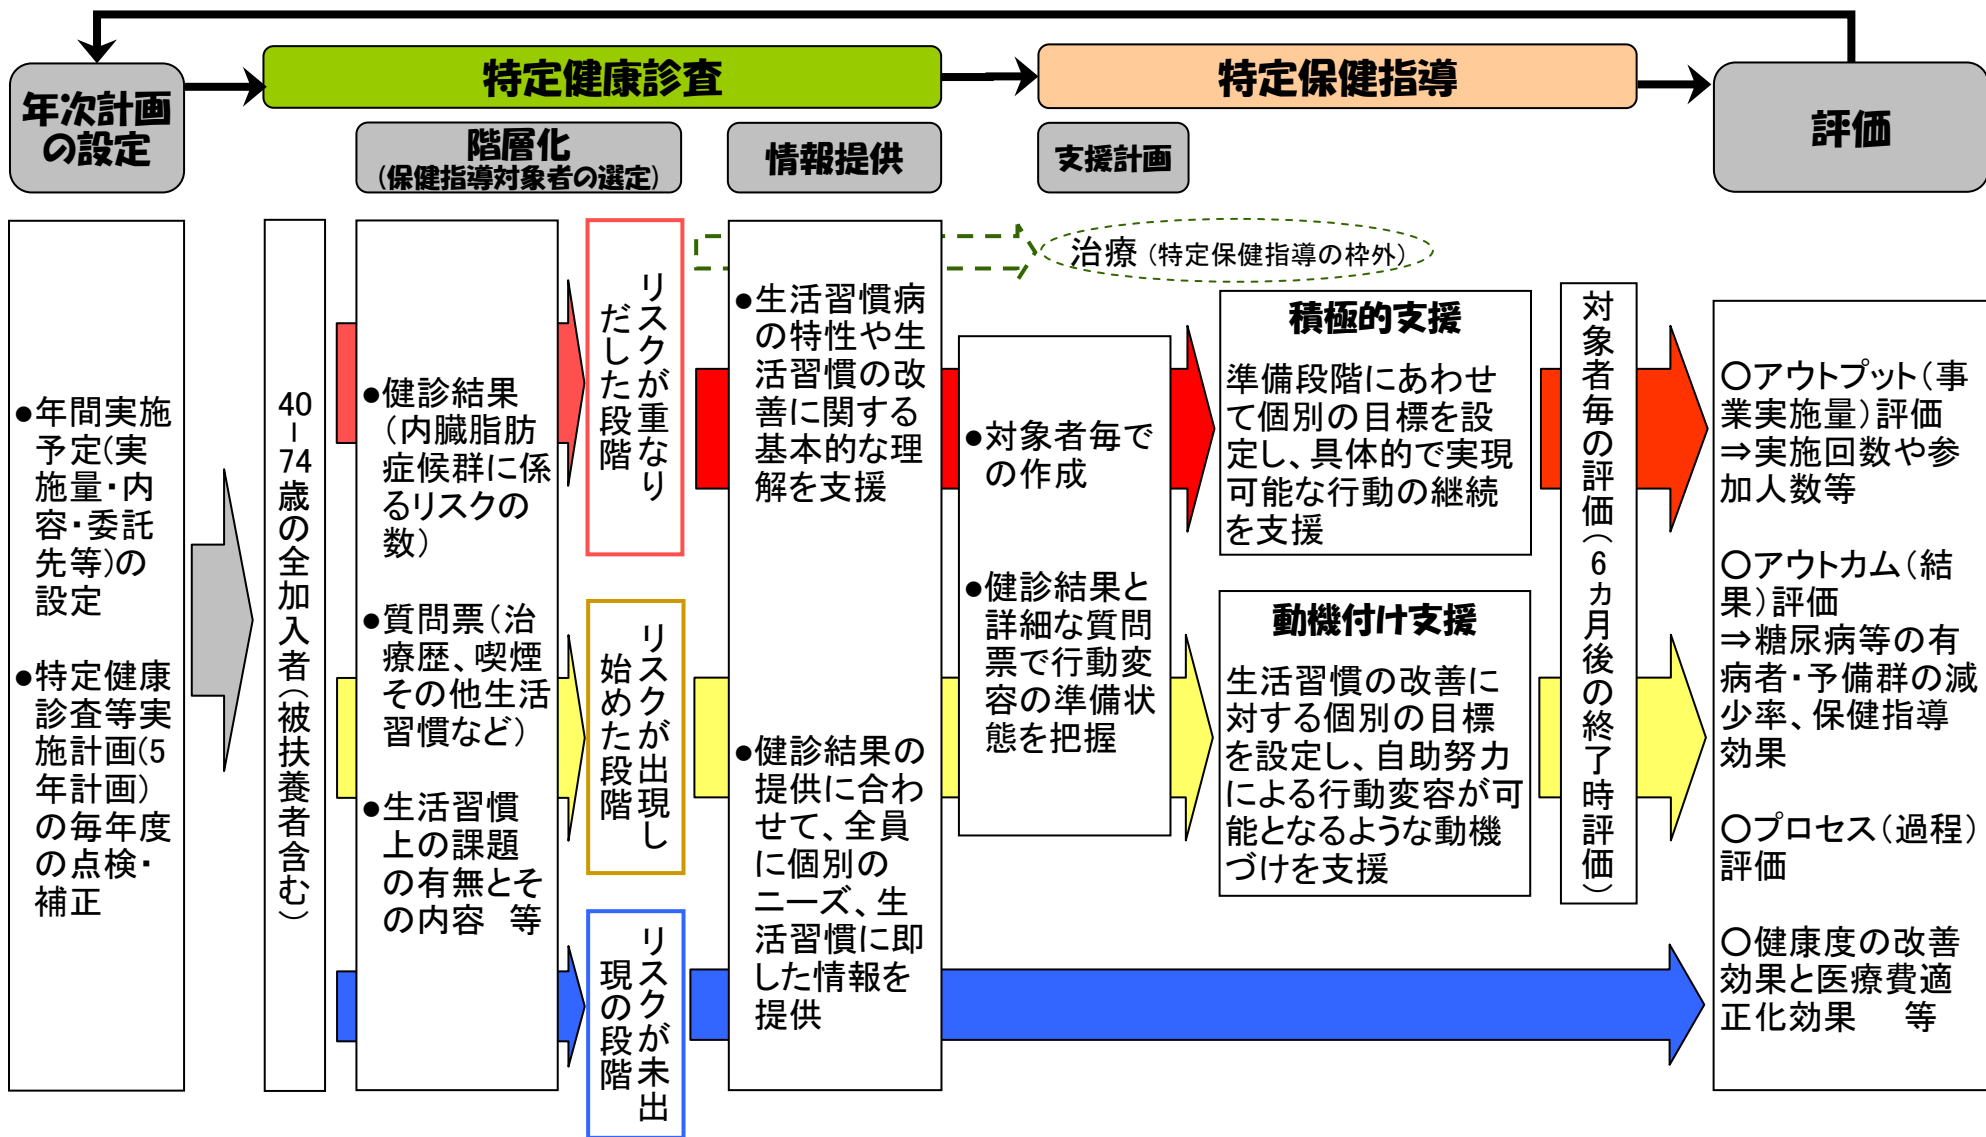 年次計画
の設定
特定健康診査
特定保健指導
評価
階層化
(保健指導対象者の選定)
情報提供
支援計画
●年間実施
予定(実
施量・内
容・委託
先等)の
設定
●特定健康
診査等実
施計画(5
年計画)
の毎年度
の点検・
補正
40−74歳の全加入者(被扶養者含む)
●健診結果
(内臓脂肪
症候群に係
るリスクの
数)
●質問票(治
療歴、喫煙
その他生活
習慣など)
●生活習慣
上の課題
の有無とそ
の内容 等
リスクが重なり
だした段階
リスクが出現し
始めた段階
リスクが未出
現の段階
●生活習慣病
の特性や生
活習慣の改
善に関する
基本的な理
解を支援
●健診結果の
提供に合わ
せて、全員
に個別の
ニーズ、生
活習慣に即
した情報を
提供
治療(特定保健指導の枠外)
●対象者毎で
の作成
●健診結果と
詳細な質問
票で行動変
容の準備状
態を把握
積極的支援
準備段階にあわせ
て個別の目標を設
定し、具体的で実現
可能な行動の継続
を支援
動機付け支援
生活習慣の改善に
対する個別の目標
を設定し、自助努力
による行動変容が可
能となるような動機
づけを支援
対象者毎の評価(6カ月後の終了時評価)
○アウトプット(事
業実施量)評価
⇒実施回数や参
加人数等
○アウトカム(結
果)評価
⇒糖尿病等の有
病者・予備群の減
少率、保健指導
効果
○プロセス(過程)
評価
○健康度の改善
効果と医療費適
正化効果 等